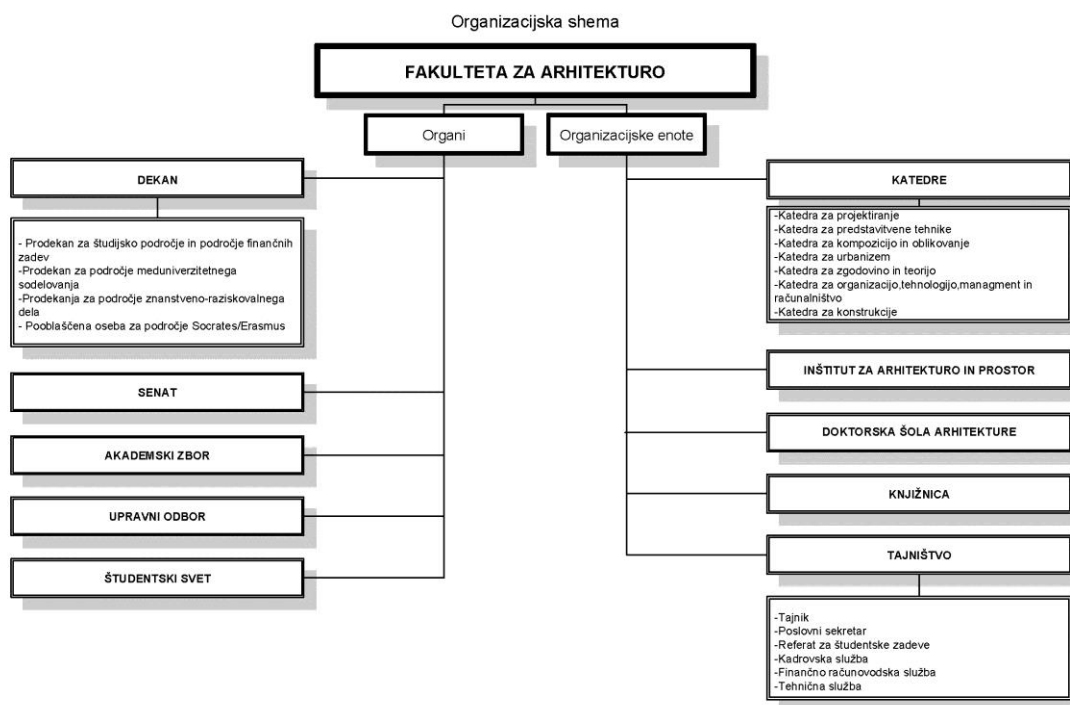 Organizacijska shema
FAKULTETA ZA ARHITEKTURO
Organi
Organizacijske enote
DEKAN
- Prodekan za študijsko področje in področje finančnih
zadev
-Prodekan za področje meduniverzitetnega
sodelovanja
-Prodekanja za področje znanstveno-raziskovalnega
dela
- Pooblaščena oseba za področje Socrates/Erasmus
SENAT
AKADEMSKI ZBOR
UPRAVNI ODBOR
ŠTUDENTSKI SVET
KATEDRE
-Katedra za projektiranje
-Katedra za predstavitvene tehnike
-Katedra za kompozicijo in oblikovanje
-Katedra za urbanizem
-Katedra za zgodovino in teorijo
-Katedra za organizacijo,tehnologijo,managment in
računalništvo
-Katedra za konstrukcije
INŠTITUT ZA ARHITEKTURO IN PROSTOR
DOKTORSKA ŠOLA ARHITEKTURE
KNJIŽNICA
TAJNIŠTVO
-Tajnik
-Poslovni sekretar
-Referat za študentske zadeve
-Kadrovska služba
-Finančno računovodska služba
-Tehnična služba